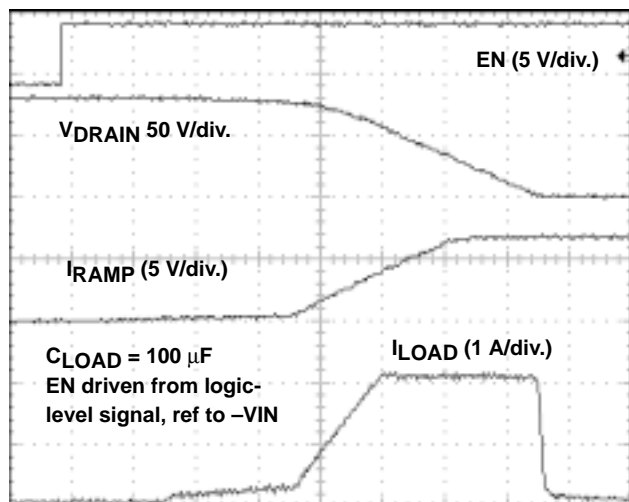 EN (5 V/div.)
VDRAIN 50 V/div.
IRAMP (5 V/div.)
CLOAD = 100 μF
EN driven from logic-
level signal, ref to –VIN
ILOAD (1 A/div.)